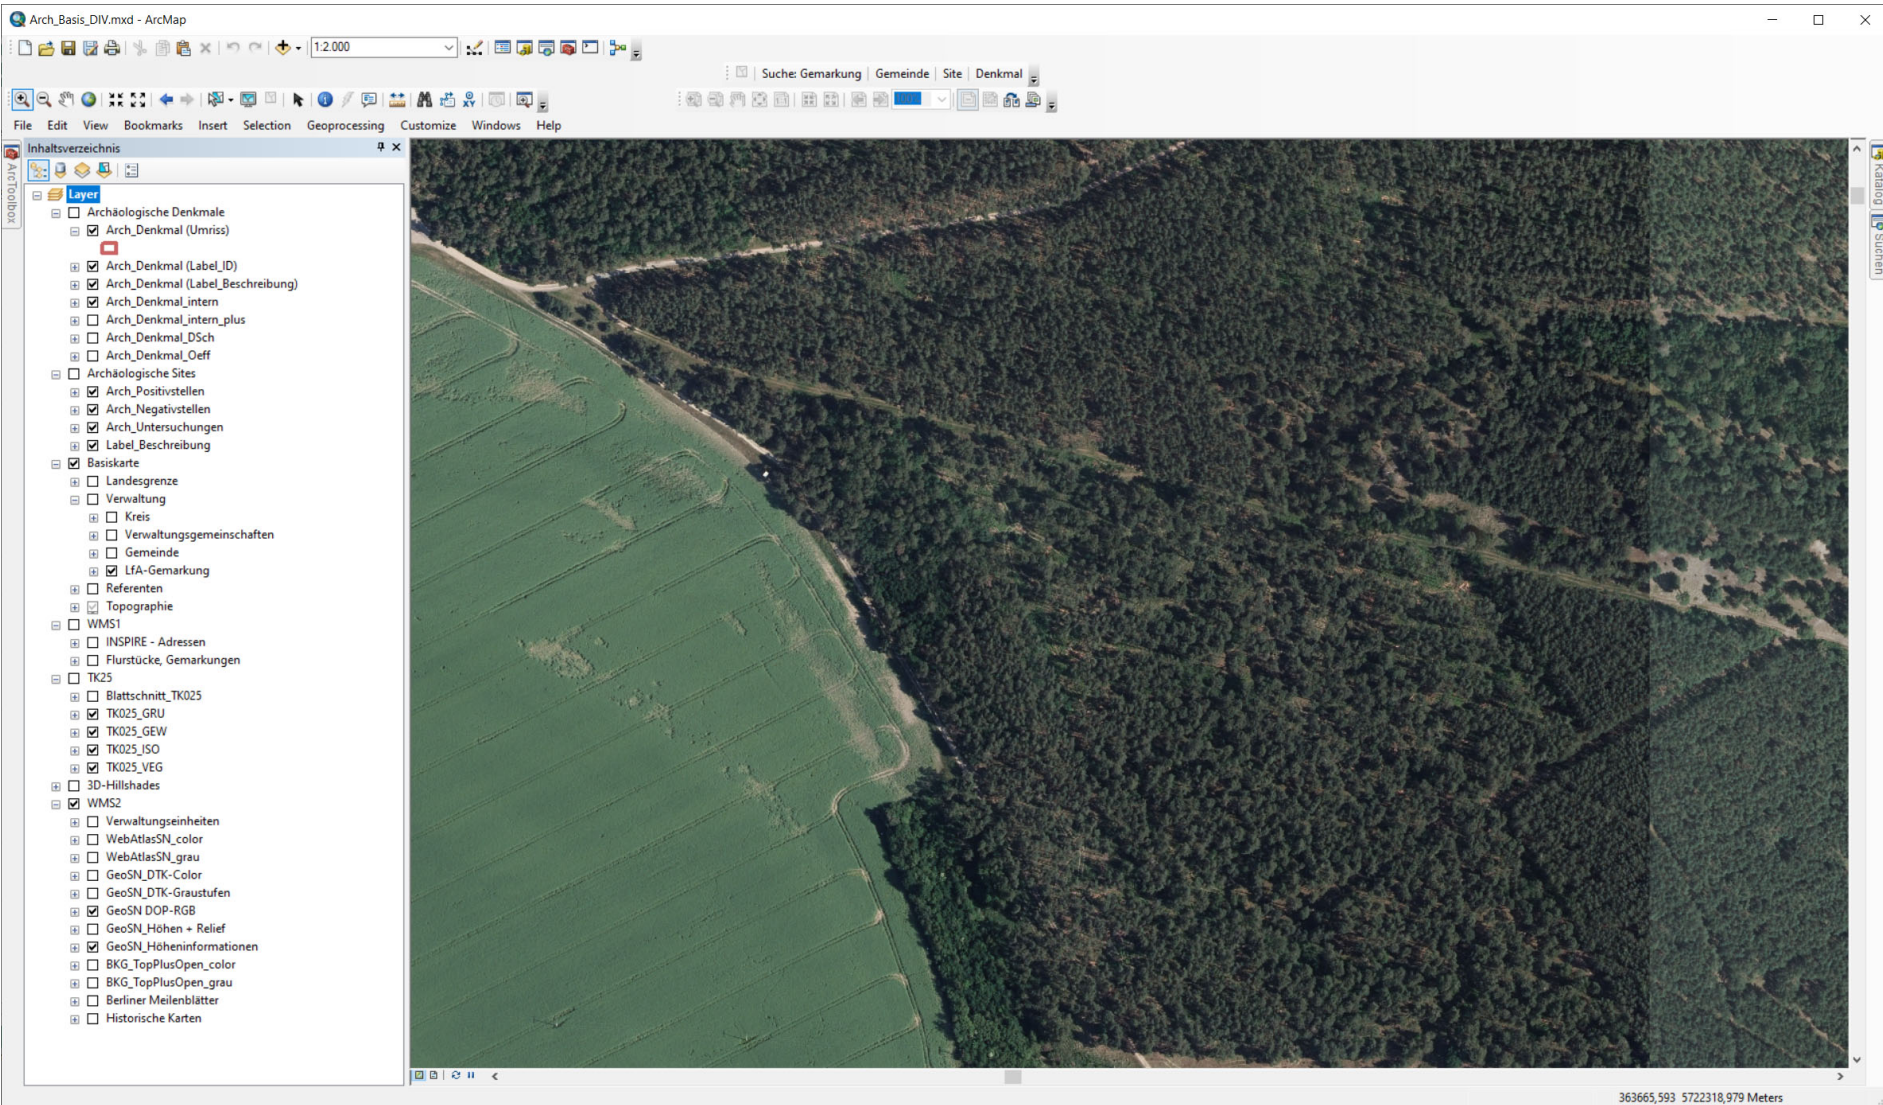 Arch_Basis_DIV.mxd - ArcMap
1:2.000
Suche: Gemarkung Gemeinde Site Denkmal
100%
File Edit View Bookmarks Insert Selection Geoprocessing Customize Windows Help
ArcToolbox
Inhaltsverzeichnis
Layer
Archäologische Denkmale
Arch_Denkmal (Umriss)
Arch_Denkmal (Label_ID)
Arch_Denkmal (Label_Beschreibung)
Arch_Denkmal_intern
Arch_Denkmal_intern_plus
Arch_Denkmal_DSch
Arch_Denkmal_Oeff
Archäologische Sites
Arch_Positivstellen
Arch_Negativstellen
Arch_Untersuchungen
Label_Beschreibung
Basiskarte
Landesgrenze
Verwaltung
Kreis
Verwaltungsgemeinschaften
Gemeinde
LfA-Gemarkung
Referenten
Topographie
WMS1
INSPIRE - Adressen
Flurstücke, Gemarkungen
TK25
Blattschnitt_TK025
TK025_GRU
TK025_GEW
TK025_ISO
TK025_VEG
3D-Hillshades
WMS2
Verwaltungseinheiten
WebAtlasSN_color
WebAtlasSN_grau
GeoSN_DTK-Color
GeoSN_DTK-Graustufen
GeoSN DOP-RGB
GeoSN_Höhen + Relief
GeoSN_Höheninformationen
BKG_TopPlusOpen_color
BKG_TopPlusOpen_grau
Berliner Meilenblätter
Historische Karten
Katalog
Suchen
363665,593 5722318,979 Meters